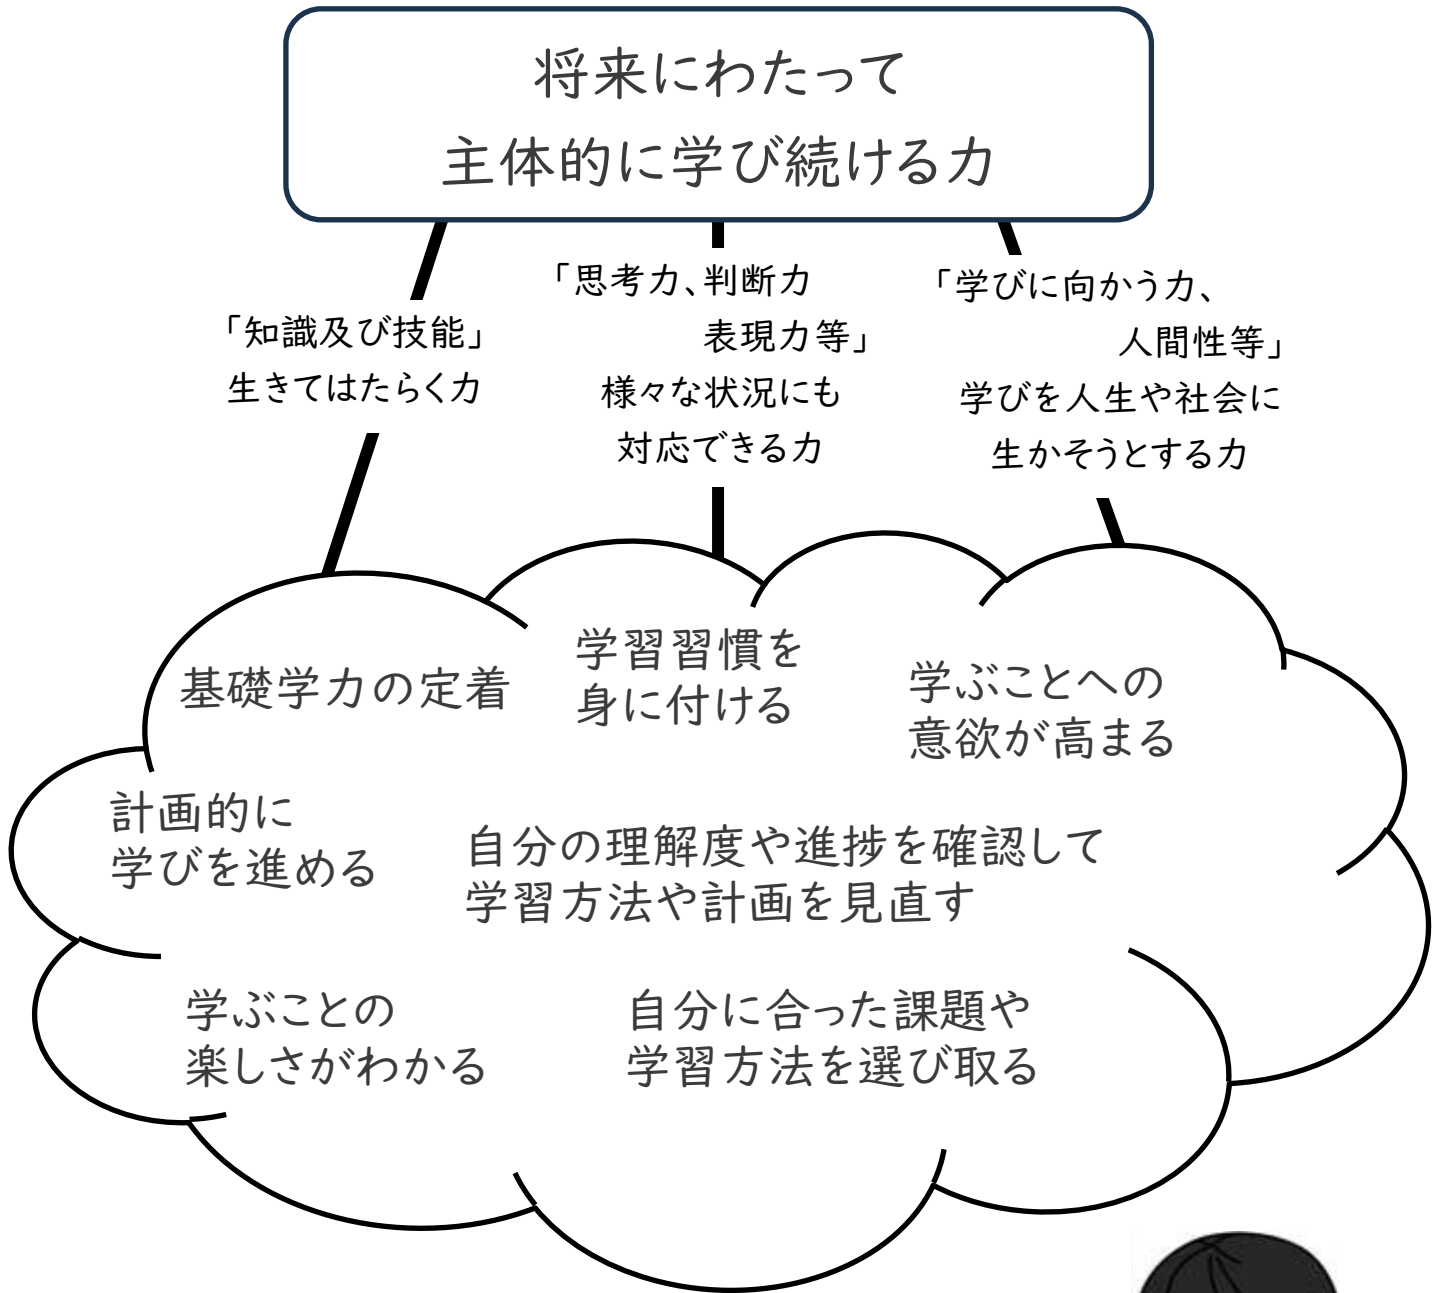 将来にわたって
主体的に学び続ける力
「知識及び技能」
生きてはたらく力
「思考力、判断力
表現力等」
様々な状況にも
対応できる力
「学びに向かう力、
人間性等」
学びを人生や社会に
生かそうとする力
基礎学力の定着
学習習慣を
身に付ける
学ぶことへの
意欲が高まる
計画的に
学びを進める
自分の理解度や進捗を確認して
学習方法や計画を見直す
学ぶことの
楽しさがわかる
自分に合った課題や
学習方法を選び取る